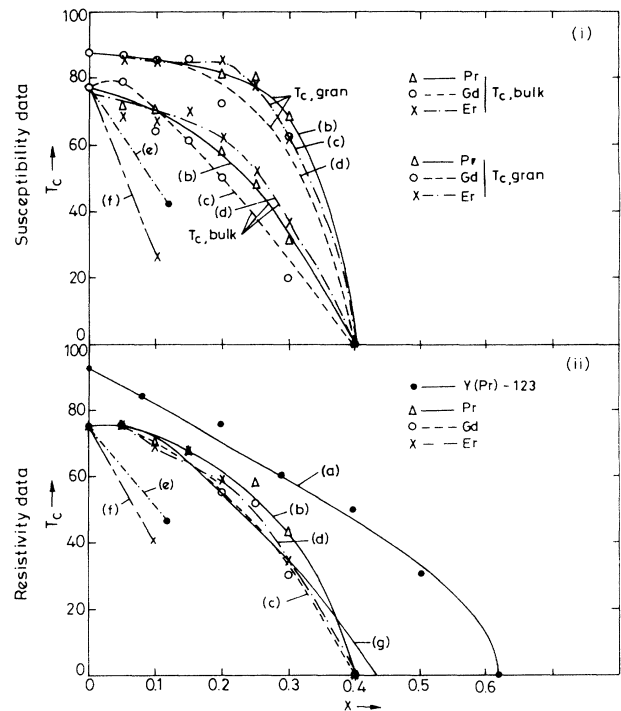 (i)
Susceptibility data
T_c →
100
80
60
40
20
0
T_c,gran
(b)
(c)
(d)
(e)
(f)
(b)
(c)
(d)
T_c,bulk
Δ — Pr
o --- Gd
x -·- Er
T_c,bulk
Δ — Pr
o --- Gd
x -·- Er
T_c,gran
(ii)
Resistivity data
T_c →
100
80
60
40
20
0
● — Y(Pr) - 123
Δ — Pr
o --- Gd
x -·- Er
(a)
(e)
(f)
(b)
(d)
(c)
(g)
0 0.1 0.2 0.3 0.4 0.5 0.6
x →